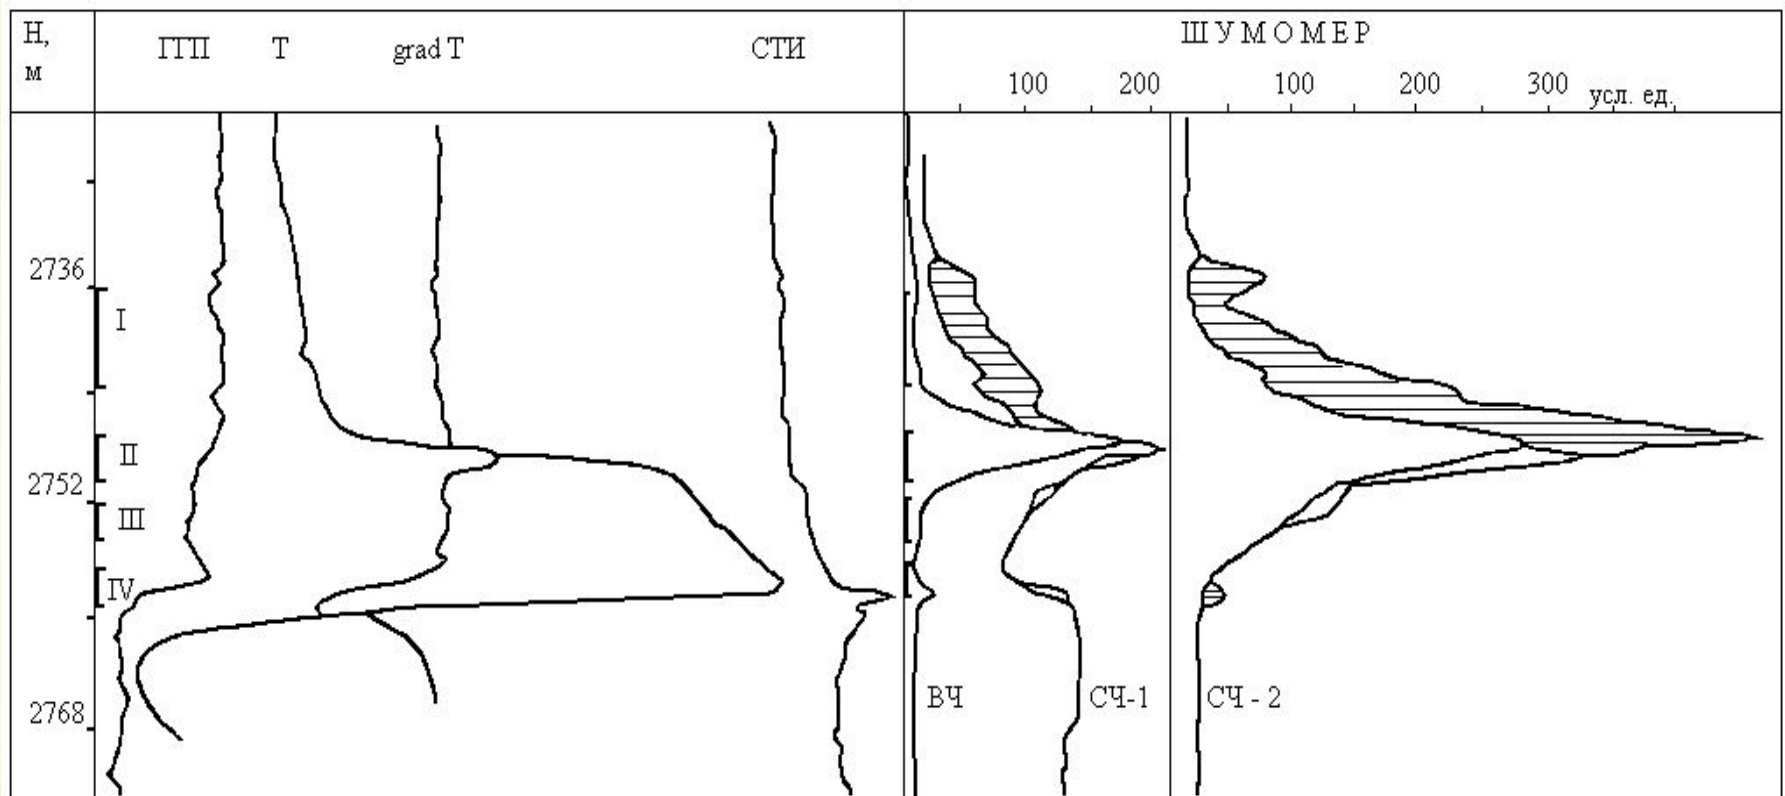 Н,
м
ГТП Т grad T СТИ
ШУМОМЕР
100 200 100 200 300 усл. ед.
2736
I
II
2752
III
IV
2768
ВЧ СЧ-1 СЧ - 2